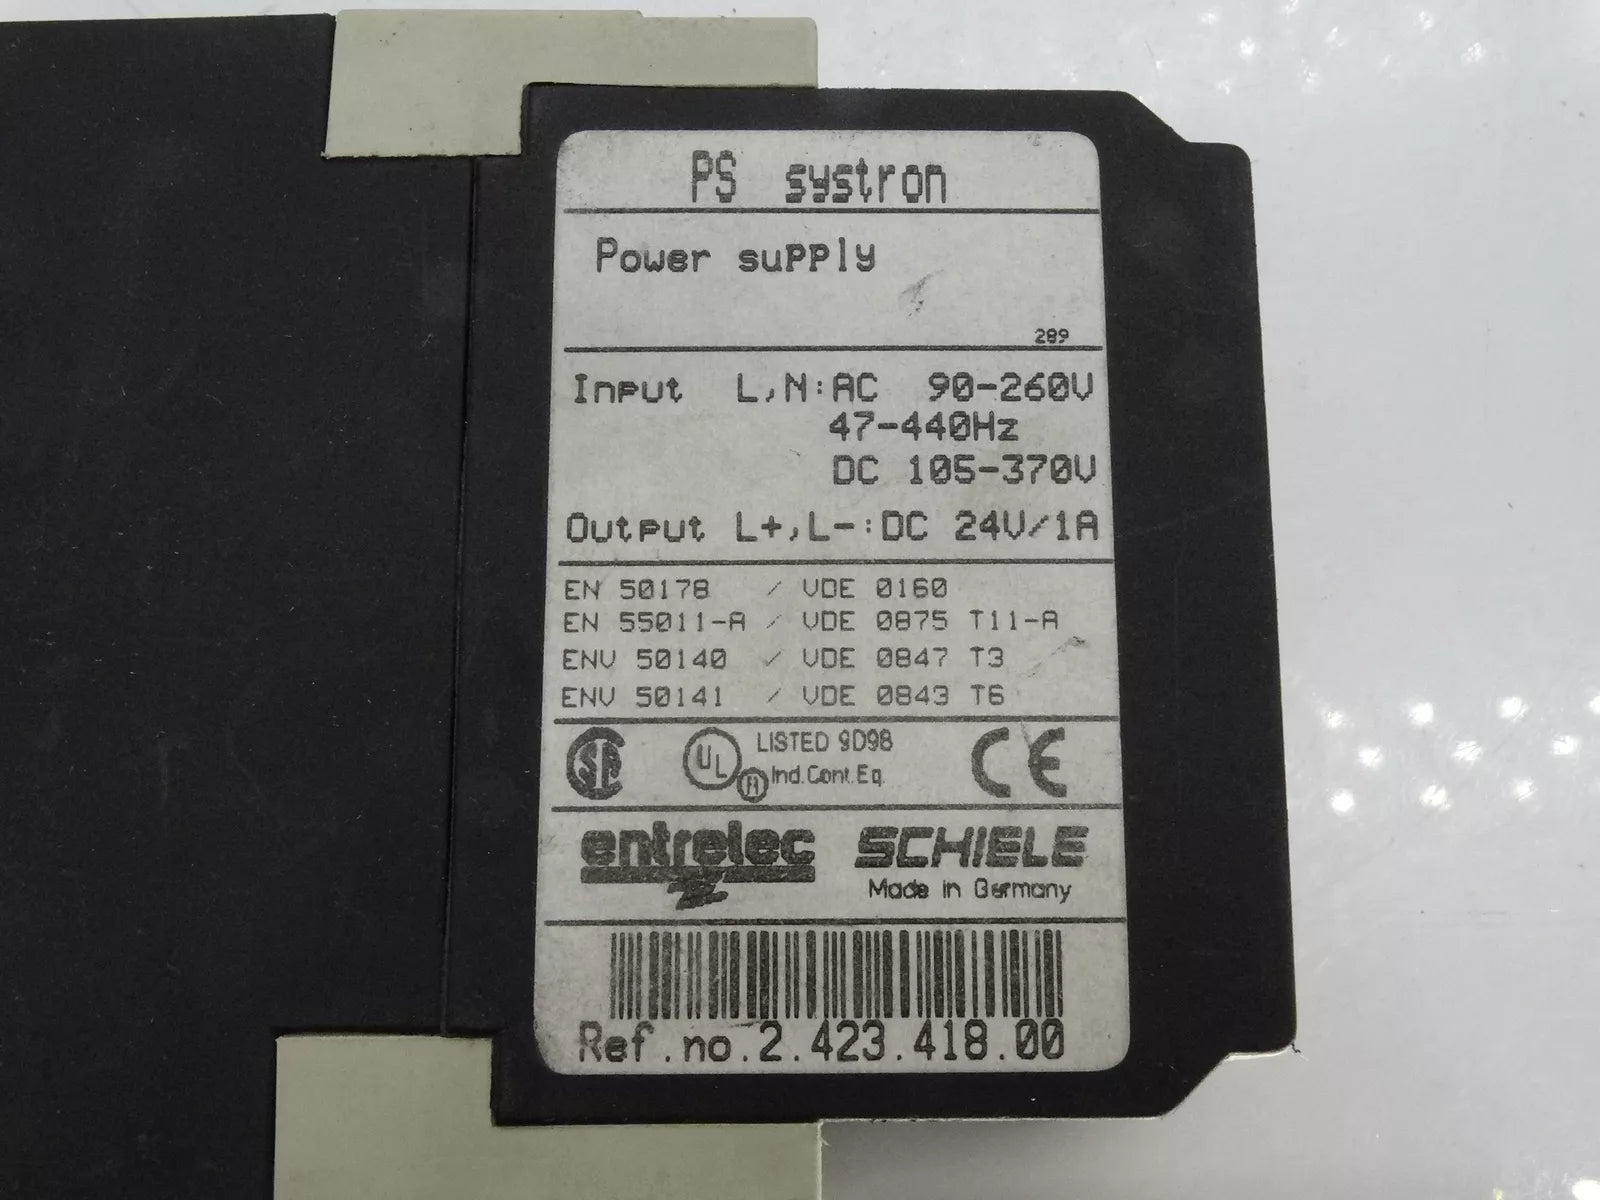 PS systron
Power supply
289
Input L,N:AC 90-260V
47-440Hz
DC 105-370V
Output L+,L-:DC 24V/1A
EN 50178 / VDE 0160
EN 55011-A / VDE 0875 T11-A
ENV 50140 / VDE 0847 T3
ENV 50141 / VDE 0843 T6
SA UL LISTED 9D98 CE
H Ind.Cont.Eq.
entrelec SCHIELE
Made in Germany
Ref.no.2.423.418.00